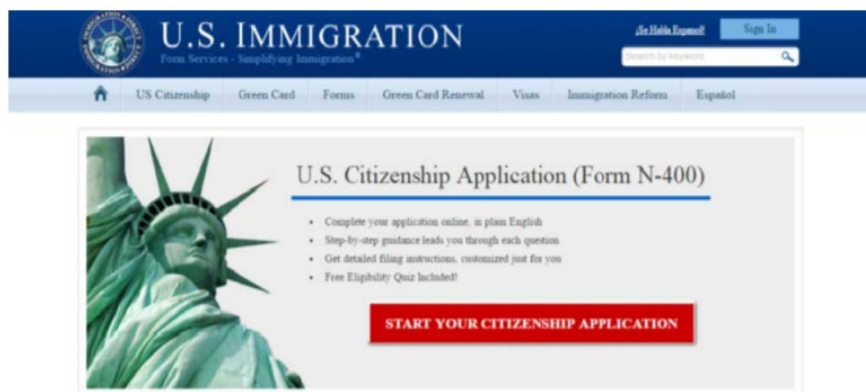 ¡Se Habla Espanol!
Sign In
U.S. IMMIGRATION
Form Services - Simplifying Immigration®
Search by keyword
US Citizenship
Green Card
Forms
Green Card Renewal
Visas
Immigration Reform
Español
U.S. Citizenship Application (Form N-400)
• Complete your application online, in plain English
• Step-by-step guidance leads you through each question
• Get detailed filing instructions, customized just for you
• Free Eligibility Quiz Included!
START YOUR CITIZENSHIP APPLICATION